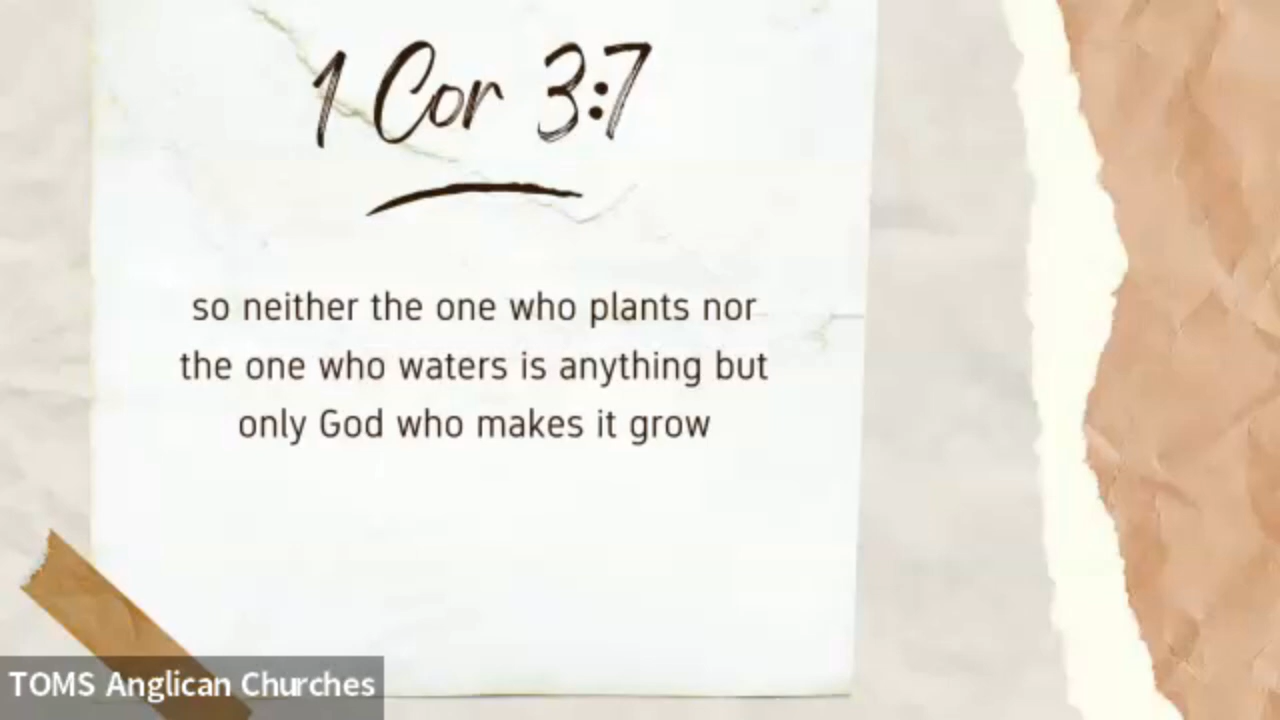 1 Cor 3:7
so neither the one who plants nor
the one who waters is anything but
only God who makes it grow
TOMS Anglican Churches